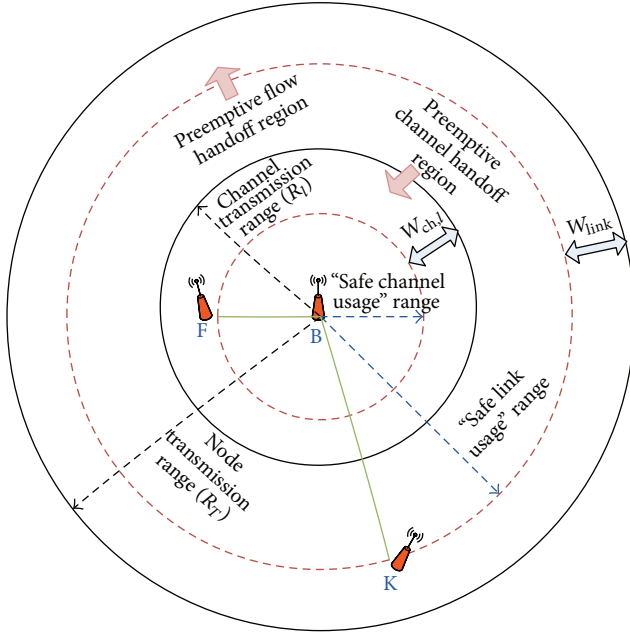 Preemptive flow
handoff region
Preemptive
channel handoff
region
Channel
transmission
range (R_l)
W_ch,l
W_link
"Safe channel
usage" range
F
B
"Safe link
usage" range
Node
transmission
range (R_T)
K